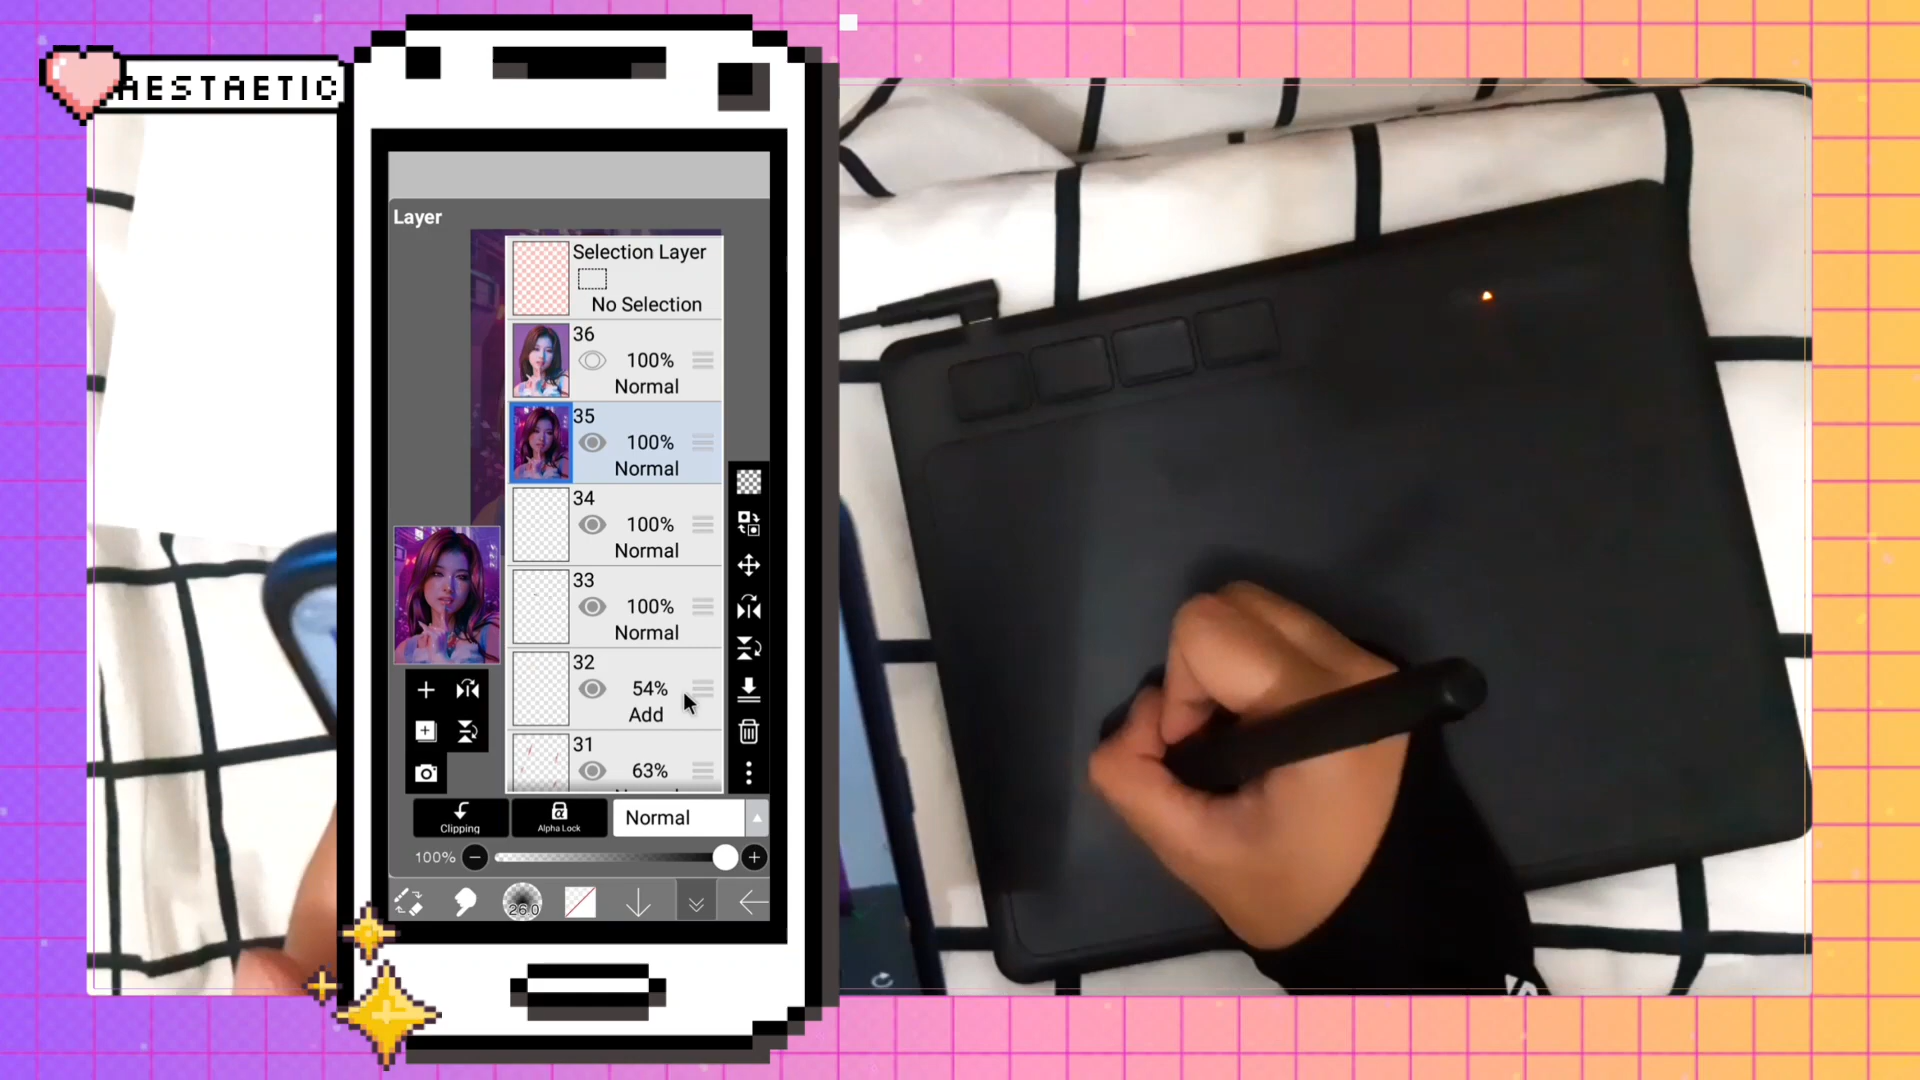 AESTAETIC
Layer
Selection Layer
No Selection
36
100%
Normal
35
100%
Normal
34
100%
Normal
33
100%
Normal
32
54%
Add
31
63%
Clipping
α
Alpha Lock
Normal
100%
26.0